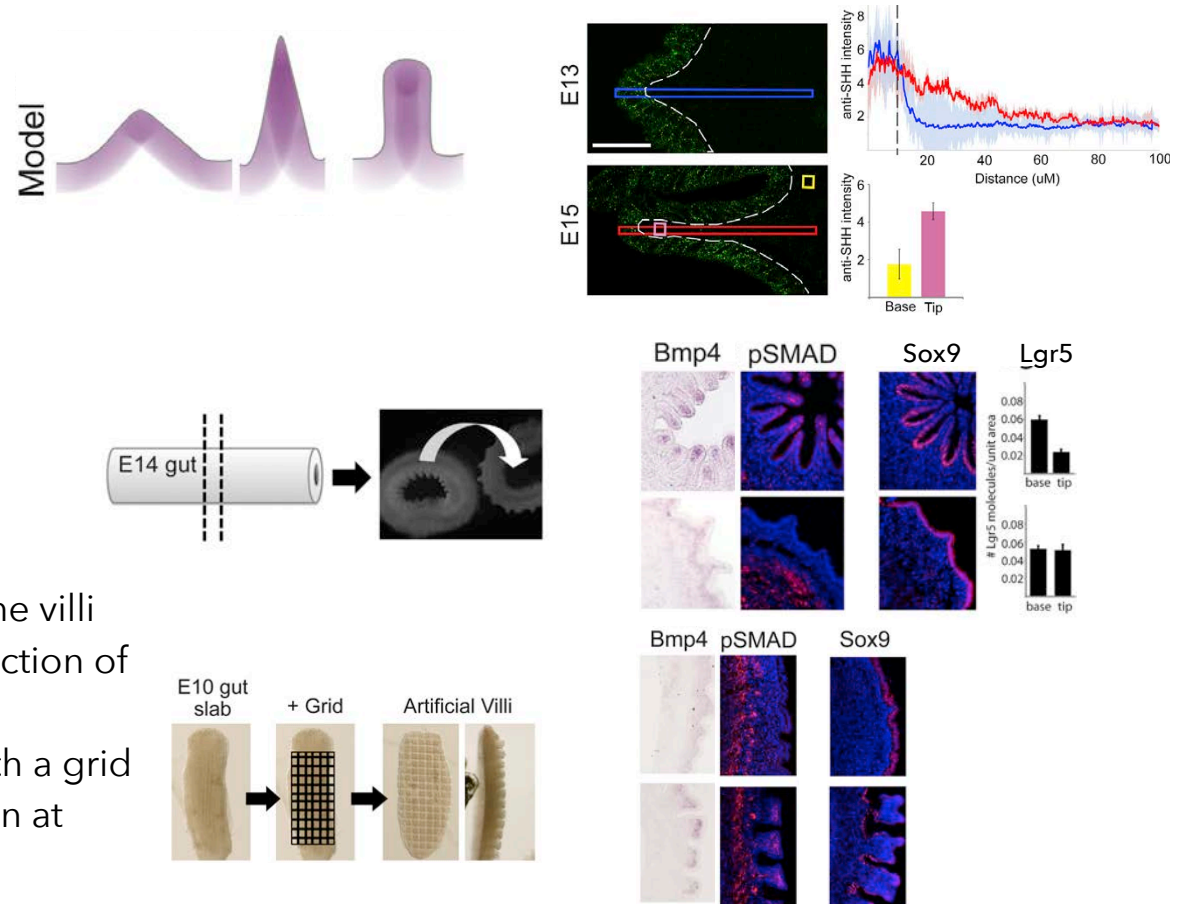 Model
E13
E15
anti-SHH intensity
8
6
4
2
20
40
60
80
100
Distance (uM)
anti-SHH intensity
6
4
2
Base
Tip
E14 gut
Bmp4
pSMAD
Sox9
Lgr5
# Lgr5 molecules/unit area
0.08
0.06
0.04
0.02
base
tip
0.08
0.06
0.04
0.02
base
tip
ne villi
ction of
th a grid
n at
E10 gut
slab
+ Grid
Artificial Villi
Bmp4
pSMAD
Sox9